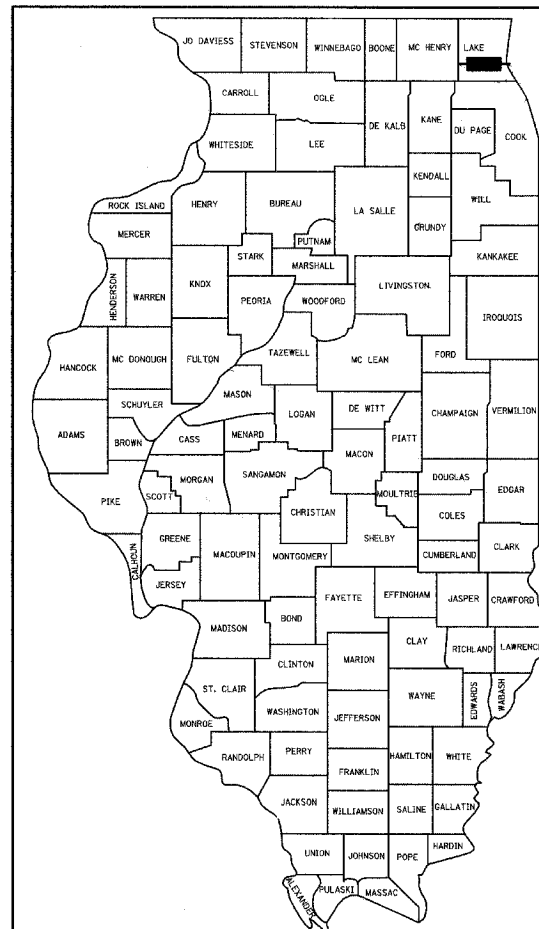 JO DAVIESS
STEVENSON
WINNEBAGO
BOONE
MC HENRY
LAKE
CARROLL
OGLE
DE KALB
KANE
DU PAGE
COOK
WHITESIDE
LEE
KENDALL
WILL
ROCK ISLAND
HENRY
BUREAU
LA SALLE
GRUNDY
MERCER
PUTNAM
STARK
MARSHALL
KANKAKEE
HENDERSON
WARREN
KNOX
PEORIA
WOODFORD
LIVINGSTON
IROQUOIS
HANCOCK
MC DONOUGH
FULTON
TAZEWELL
MC LEAN
FORD
MASON
SCHUYLER
LOGAN
DE WITT
CHAMPAIGN
VERMILION
ADAMS
BROWN
CASS
MENARD
PIATT
MACON
PIKE
SCOTT
MORGAN
SANGAMON
CHRISTIAN
MOULTRIE
DOUGLAS
EDGAR
COLES
CALHOUN
GREENE
MACOUPIN
MONTGOMERY
SHELBY
CUMBERLAND
CLARK
JERSEY
FAYETTE
EFFINGHAM
JASPER
CRAWFORD
MADISON
BOND
CLAY
RICHLAND
LAWRENCE
CLINTON
MARION
ST. CLAIR
WAYNE
EDWARDS
WABASH
MONROE
WASHINGTON
JEFFERSON
RANDOLPH
PERRY
HAMILTON
WHITE
FRANKLIN
JACKSON
WILLIAMSON
SALINE
GALLATIN
UNION
JOHNSON
POPE
HARDIN
ALEXANDER
PULASKI
MASSAC